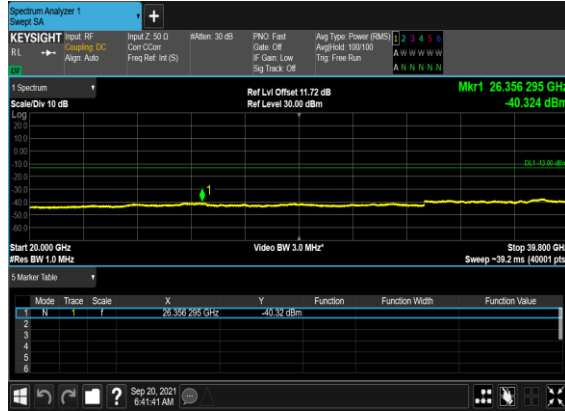 Spectrum Analyzer 1
Swept SA
KEYSIGHT Input: RF Input Z: 50 Ω #Atten: 30 dB PNO: Fast Avg Type: Power (RMS) 1 2 3 4 5 6
RL Coupling: DC Corr CCorr Gate: Off Avg|Hold: 100/100 A W W W W W
Align: Auto Freq Ref: Int (S) IF Gain: Low Trig: Free Run
Sig Track: Off A N N N N N
LW
1 Spectrum Ref Lvl Offset 11.72 dB Mkr1 26.356 295 GHz
Scale/Div 10 dB Ref Level 30.00 dBm -40.324 dBm
Log
20.0
10.0
0.00
-10.0
DL1 -13.00 dBm
-20.0
-30.0
1
-40.0
-50.0
-60.0
Start 20.000 GHz Video BW 3.0 MHz* Stop 39.800 GHz
#Res BW 1.0 MHz Sweep ~39.2 ms (40001 pts)
5 Marker Table
Mode Trace Scale X Y Function Function Width Function Value
1 N 1 f 26.356 295 GHz -40.32 dBm
2
3
4
5
6
? Sep 20, 2021
6:41:41 AM